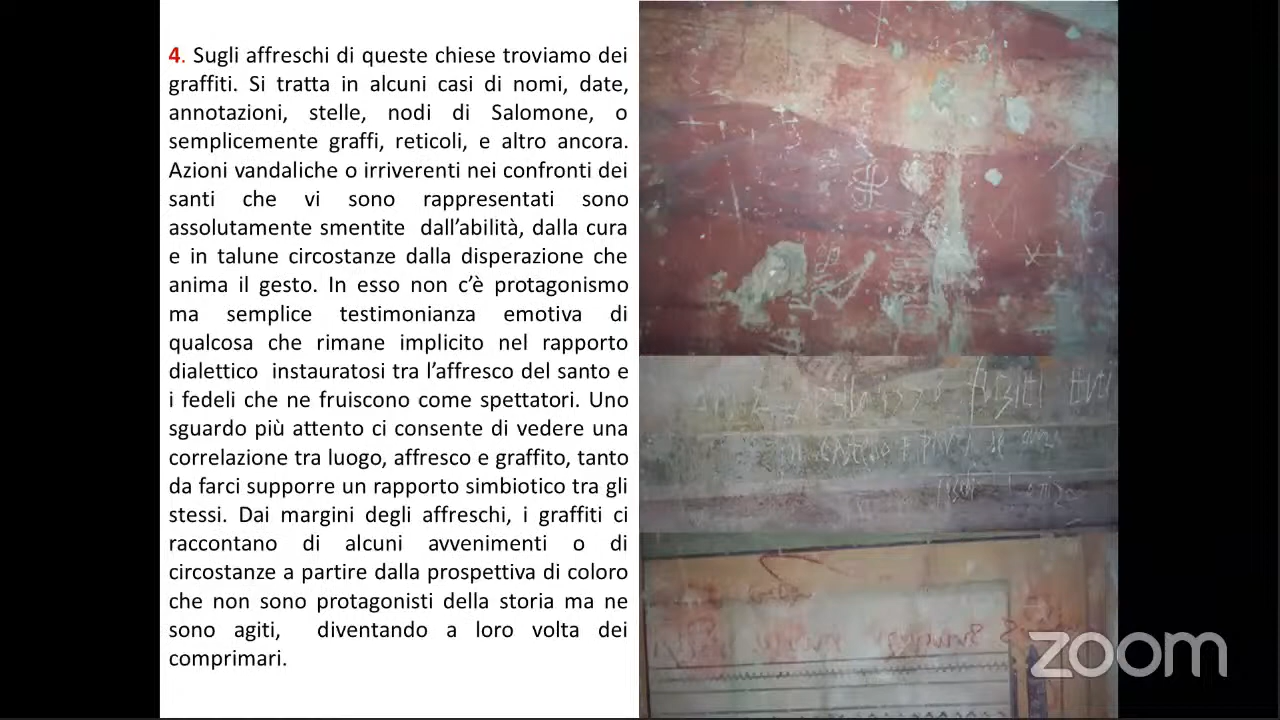 4. Sugli affreschi di queste chiese troviamo dei
graffiti. Si tratta in alcuni casi di nomi, date,
annotazioni, stelle, nodi di Salomone, o
semplicemente graffi, reticoli, e altro ancora.
Azioni vandaliche o irriverenti nei confronti dei
santi che vi sono rappresentati sono
assolutamente smentite dall'abilità, dalla cura
e in talune circostanze dalla disperazione che
anima il gesto. In esso non c'è protagonismo
ma semplice testimonianza emotiva di
qualcosa che rimane implicito nel rapporto
dialettico instauratosi tra l'affresco del santo e
i fedeli che ne fruiscono come spettatori. Uno
sguardo più attento ci consente di vedere una
correlazione tra luogo, affresco e graffito, tanto
da farci supporre un rapporto simbiotico tra gli
stessi. Dai margini degli affreschi, i graffiti ci
raccontano di alcuni avvenimenti o di
circostanze a partire dalla prospettiva di coloro
che non sono protagonisti della storia ma ne
sono agiti, diventando a loro volta dei
comprimari.
zoom